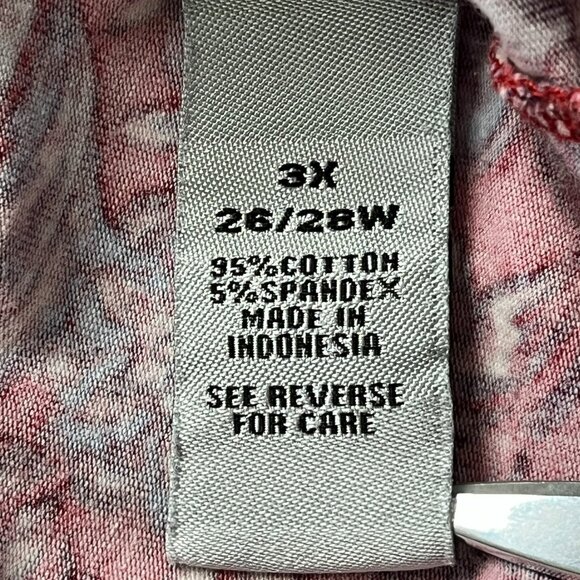 3X
26/28W
95%COTTON
5%SPANDEX
MADE IN
INDONESIA
SEE REVERSE
FOR CARE